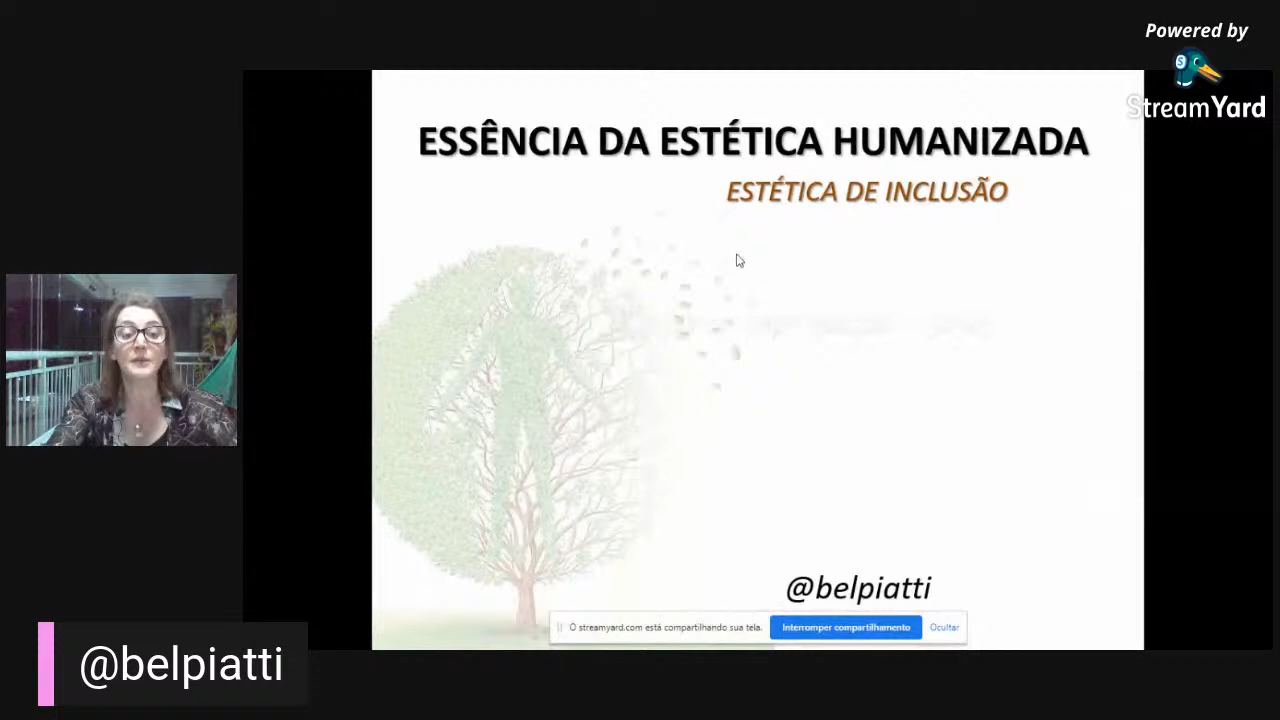 Powered by
StreamYard
ESSÊNCIA DA ESTÉTICA HUMANIZADA
ESTÉTICA DE INCLUSÃO
@belpiatti
O streamyard.com está compartilhando sua tela. Interromper compartilhamento Ocultar
@belpiatti